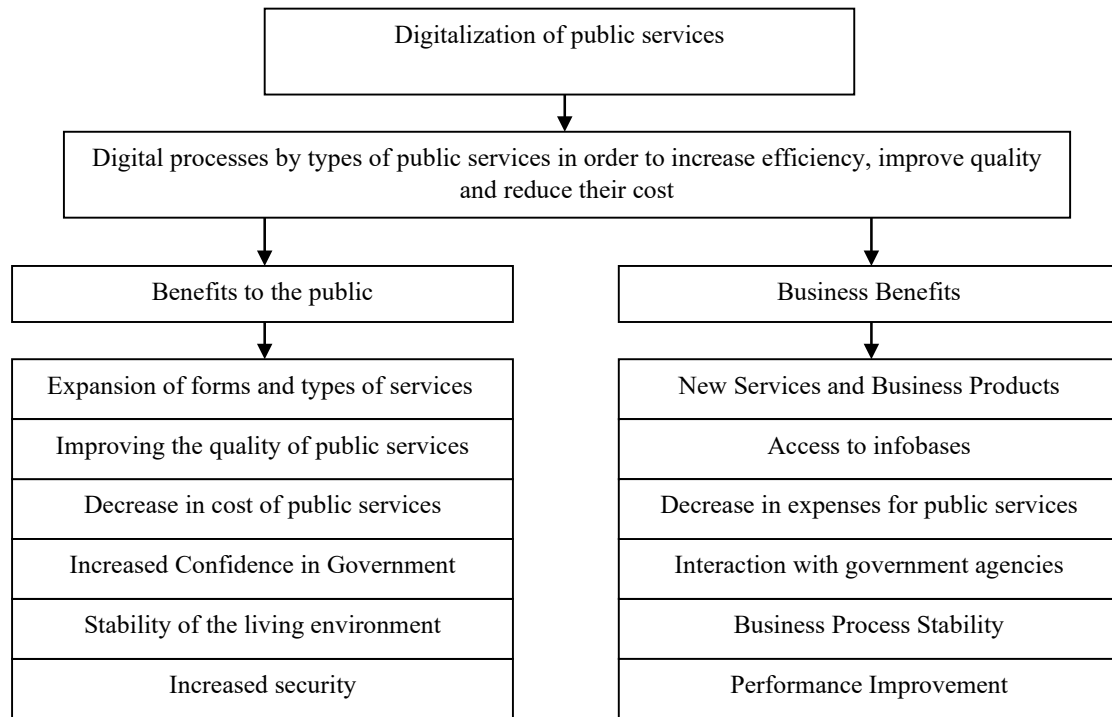 Digitalization of public services
Digital processes by types of public services in order to increase efficiency, improve quality
and reduce their cost
Benefits to the public
Business Benefits
Expansion of forms and types of services
Improving the quality of public services
Decrease in cost of public services
Increased Confidence in Government
Stability of the living environment
Increased security
New Services and Business Products
Access to infobases
Decrease in expenses for public services
Interaction with government agencies
Business Process Stability
Performance Improvement